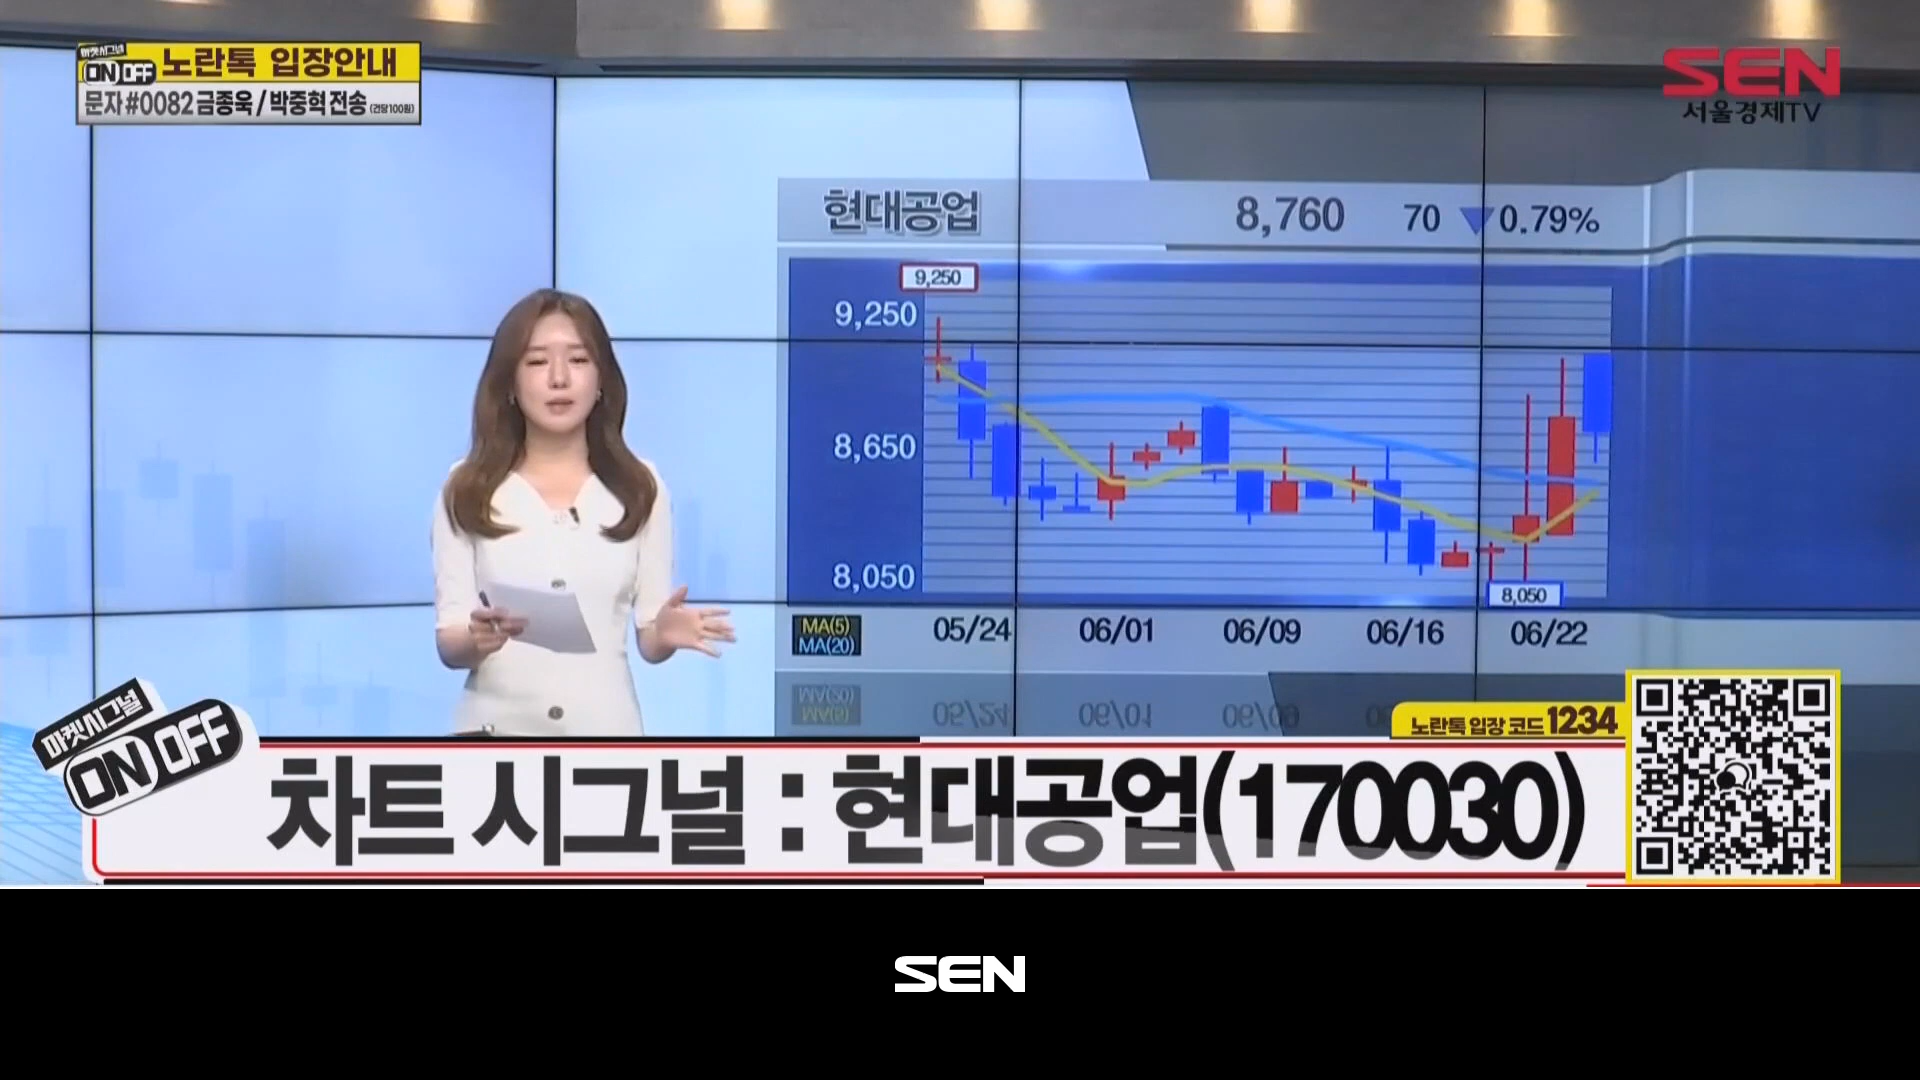 마켓시그널
ON OFF 노란톡 입장안내
문자 #0082 금종욱 / 박중혁 전송 (건당100원)
SEN
서울경제TV
현대공업 8,760 70 ▼ 0.79%
9,250
9,250
8,650
8,050
8,050
MA(5)
MA(20)
05/24 06/01 06/09 06/16 06/22
노란톡 입장 코드 1234
마켓시그널
ON OFF
차트 시그널 : 현대공업(170030)
SEN